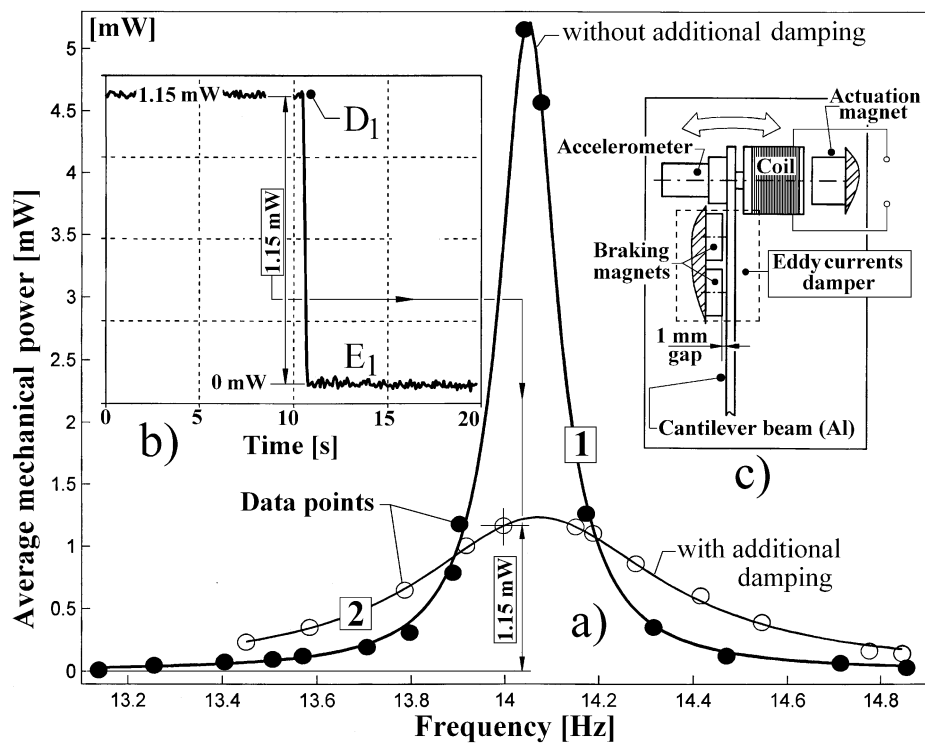 [mW]
5
4.5
4
3.5
3
2.5
2
1.5
1
0.5
0
Average mechanical power [mW]
13.2
13.4
13.6
13.8
14
14.2
14.4
14.6
14.8
Frequency [Hz]
without additional damping
1.15 mW
D1
1.15 mW
E1
0 mW
0
5
10
15
20
Time [s]
b)
Actuation
magnet
Accelerometer
Coil
Braking
magnets
Eddy currents
damper
1 mm
gap
Cantilever beam (Al)
c)
1
Data points
2
1.15 mW
a)
with additional
damping